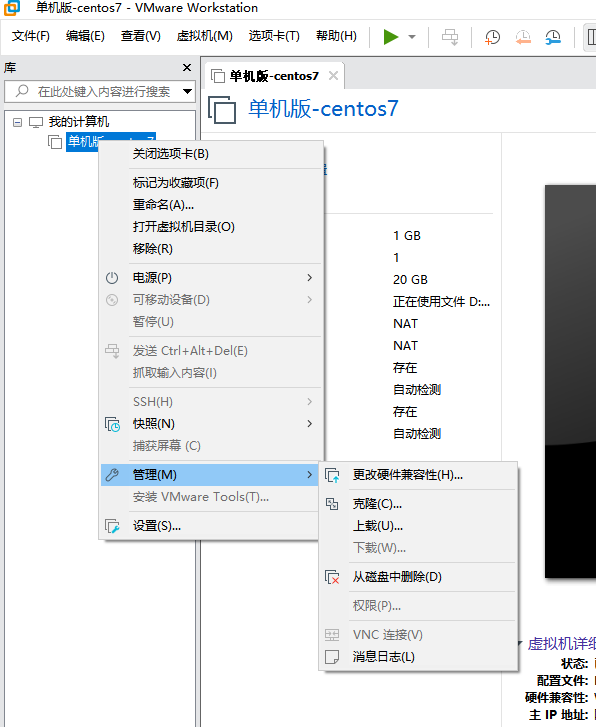 单机版-centos7 - VMware Workstation
文件(F) 编辑(E) 查看(V) 虚拟机(M) 选项卡(T) 帮助(H)
库
在此处键入内容进行搜索
我的计算机
单机版
单机版-centos7
单机版-centos7
关闭选项卡(B)
标记为收藏项(F)
重命名(A)...
打开虚拟机目录(O)
移除(R)
电源(P)
可移动设备(D)
暂停(U)
发送 Ctrl+Alt+Del(E)
抓取输入内容(I)
SSH(H)
快照(N)
捕获屏幕 (C)
管理(M)
安装 VMware Tools(T)...
设置(S)...
1 GB
1
20 GB
正在使用文件 D:...
NAT
NAT
存在
自动检测
存在
自动检测
更改硬件兼容性(H)...
克隆(C)...
上载(U)...
下载(W)...
从磁盘中删除(D)
权限(P)...
VNC 连接(V)
消息日志(L)
虚拟机详细
状态:
配置文件:
硬件兼容性:
主 IP 地址: